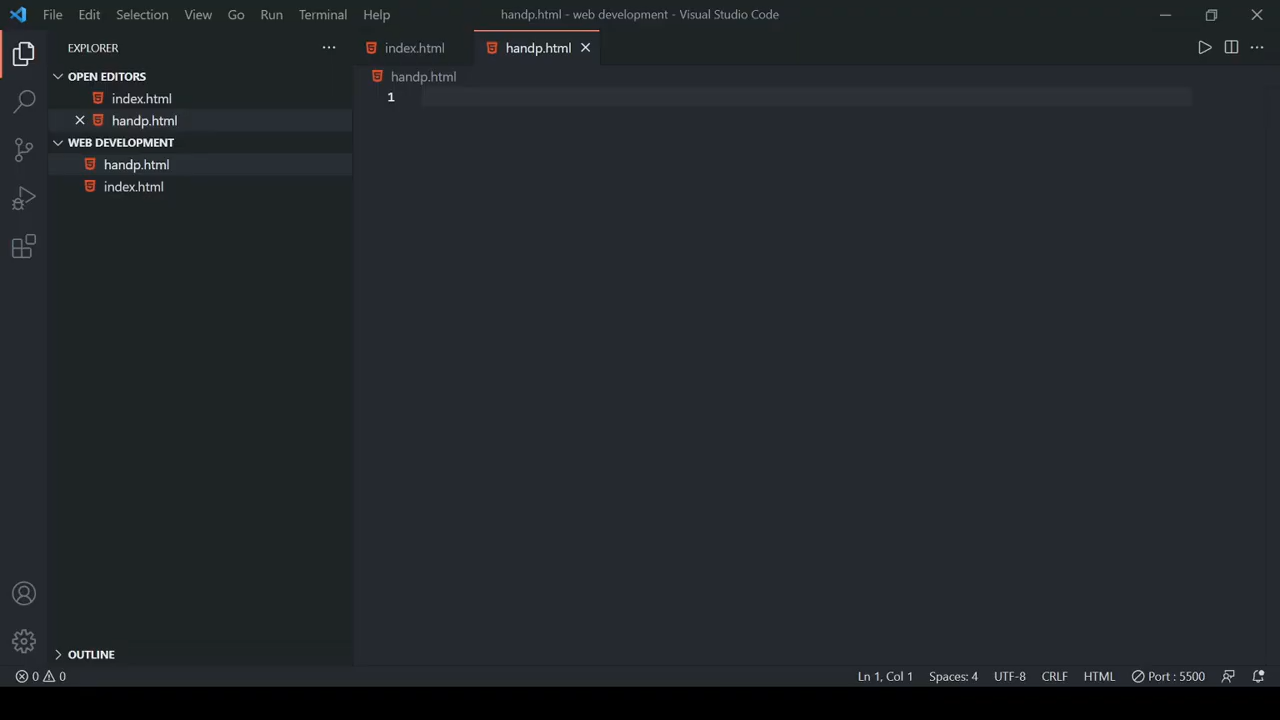 File Edit Selection View Go Run Terminal Help handp.html - web development - Visual Studio Code
EXPLORER
OPEN EDITORS
index.html
handp.html
WEB DEVELOPMENT
handp.html
index.html
OUTLINE
index.html handp.html
handp.html
1
0 0 Ln 1, Col 1 Spaces: 4 UTF-8 CRLF HTML Port : 5500